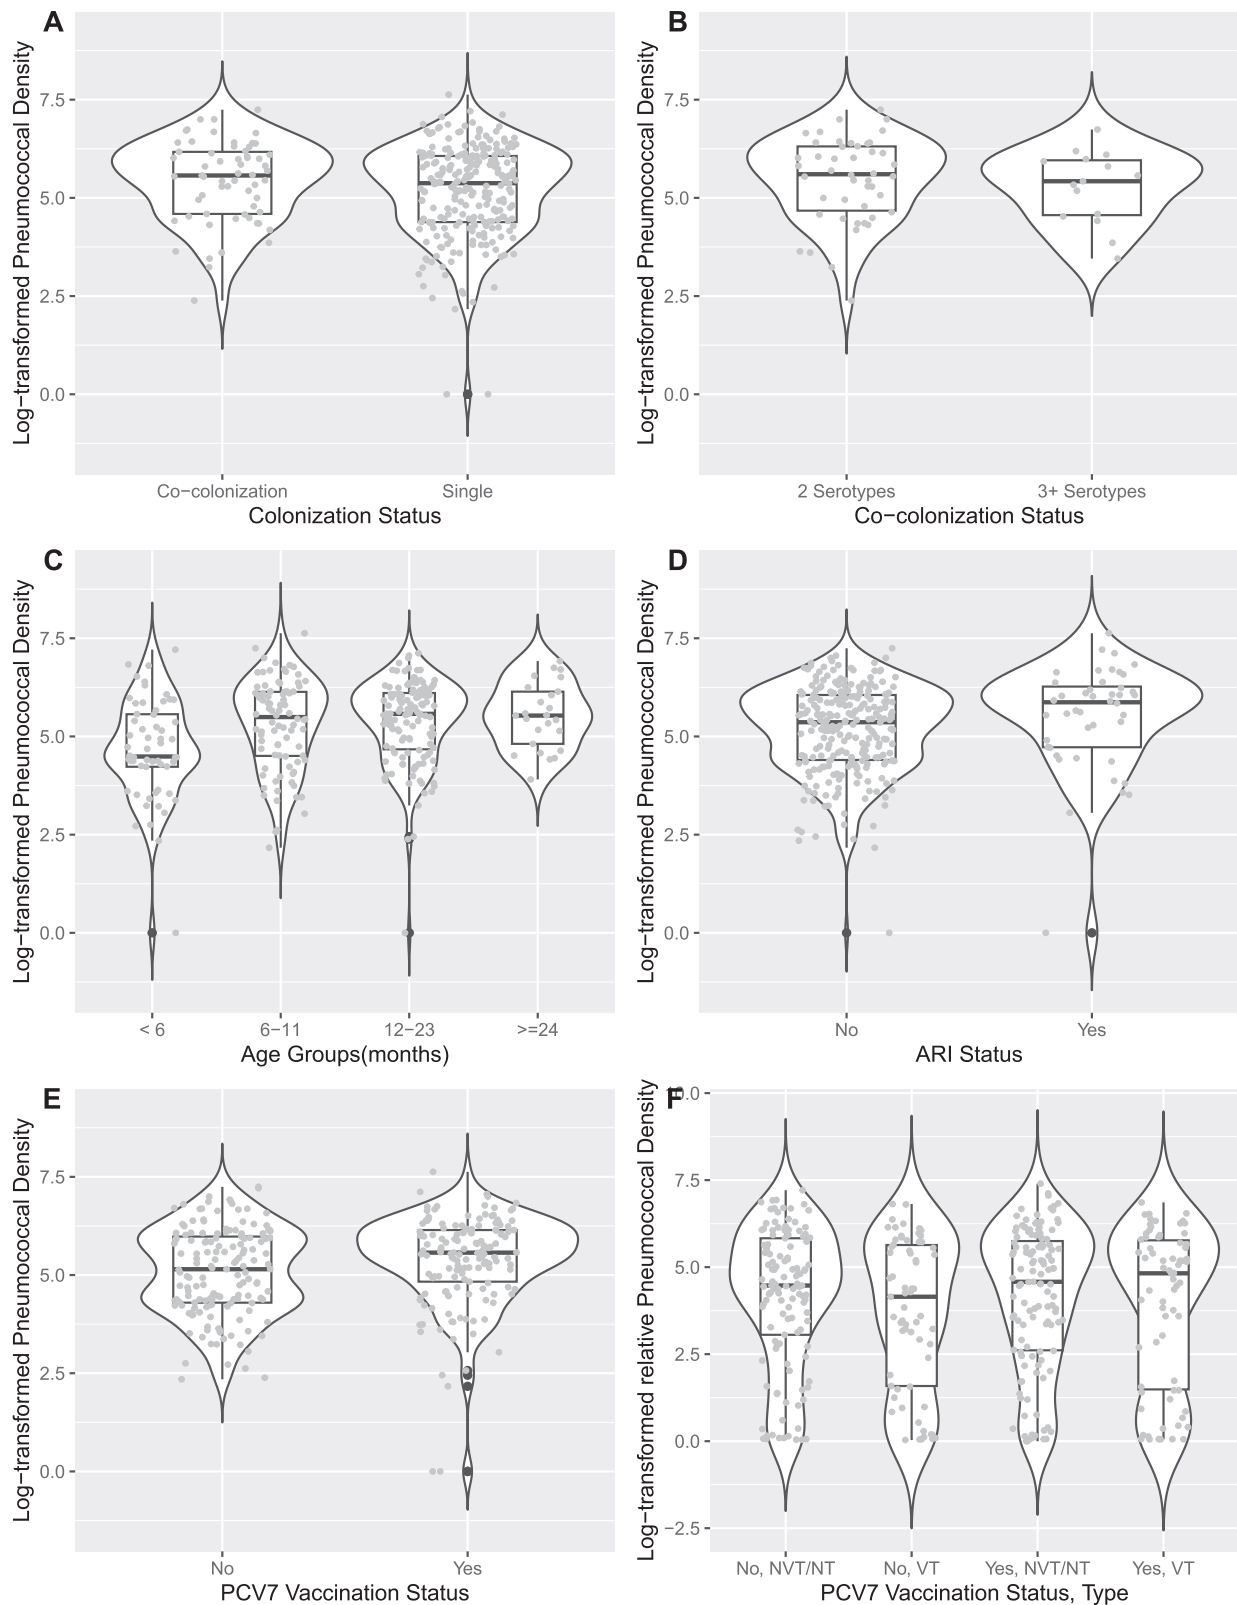 A
Log−transformed Pneumococcal Density
7.5
5.0
2.5
0.0
Co−colonization Single
Colonization Status
B
Log−transformed Pneumococcal Density
7.5
5.0
2.5
0.0
2 Serotypes 3+ Serotypes
Co−colonization Status
C
Log−transformed Pneumococcal Density
7.5
5.0
2.5
0.0
< 6 6−11 12−23 >=24
Age Groups(months)
D
Log−transformed Pneumococcal Density
7.5
5.0
2.5
0.0
No Yes
ARI Status
E
Log−transformed Pneumococcal Density
7.5
5.0
2.5
0.0
No Yes
PCV7 Vaccination Status
F
Log−transformed relative Pneumococcal Density
10.0
7.5
5.0
2.5
0.0
−2.5
No, NVT/NT No, VT Yes, NVT/NT Yes, VT
PCV7 Vaccination Status, Type